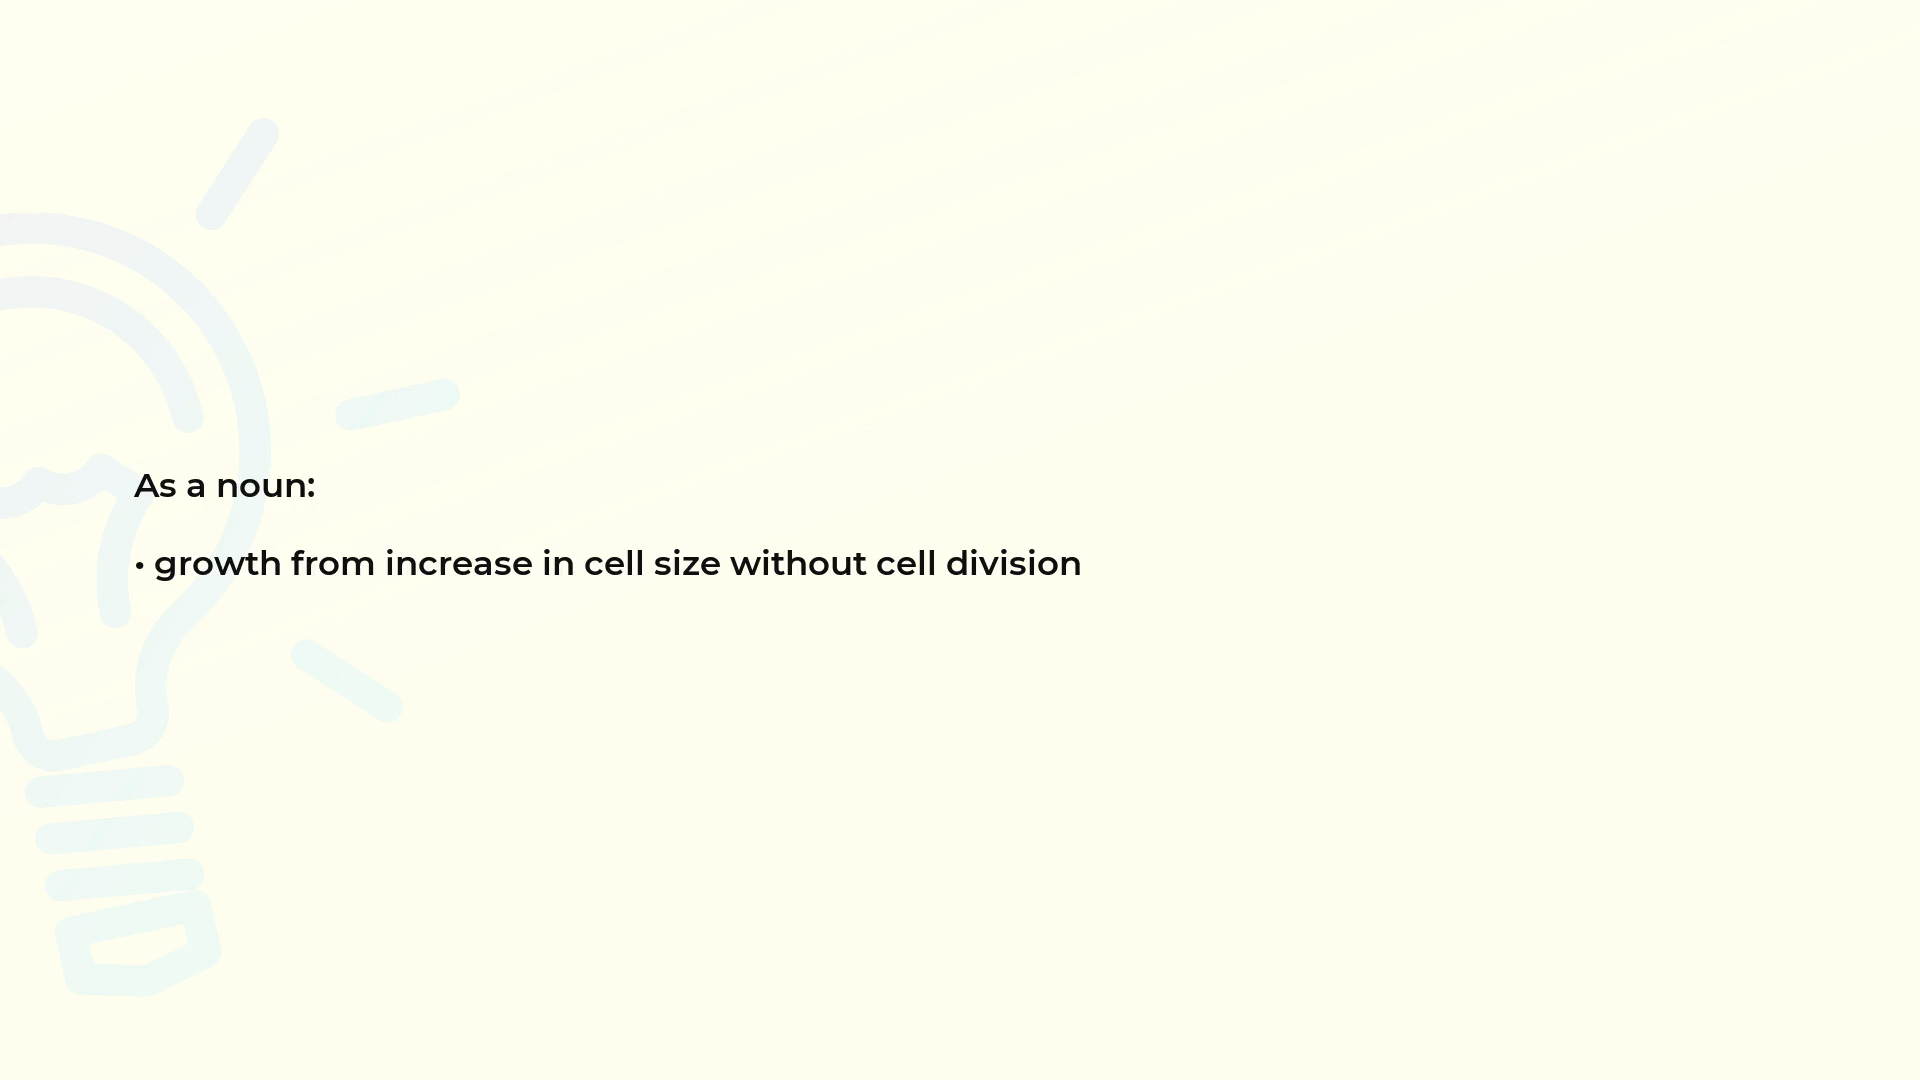 As a noun:
• growth from increase in cell size without cell division